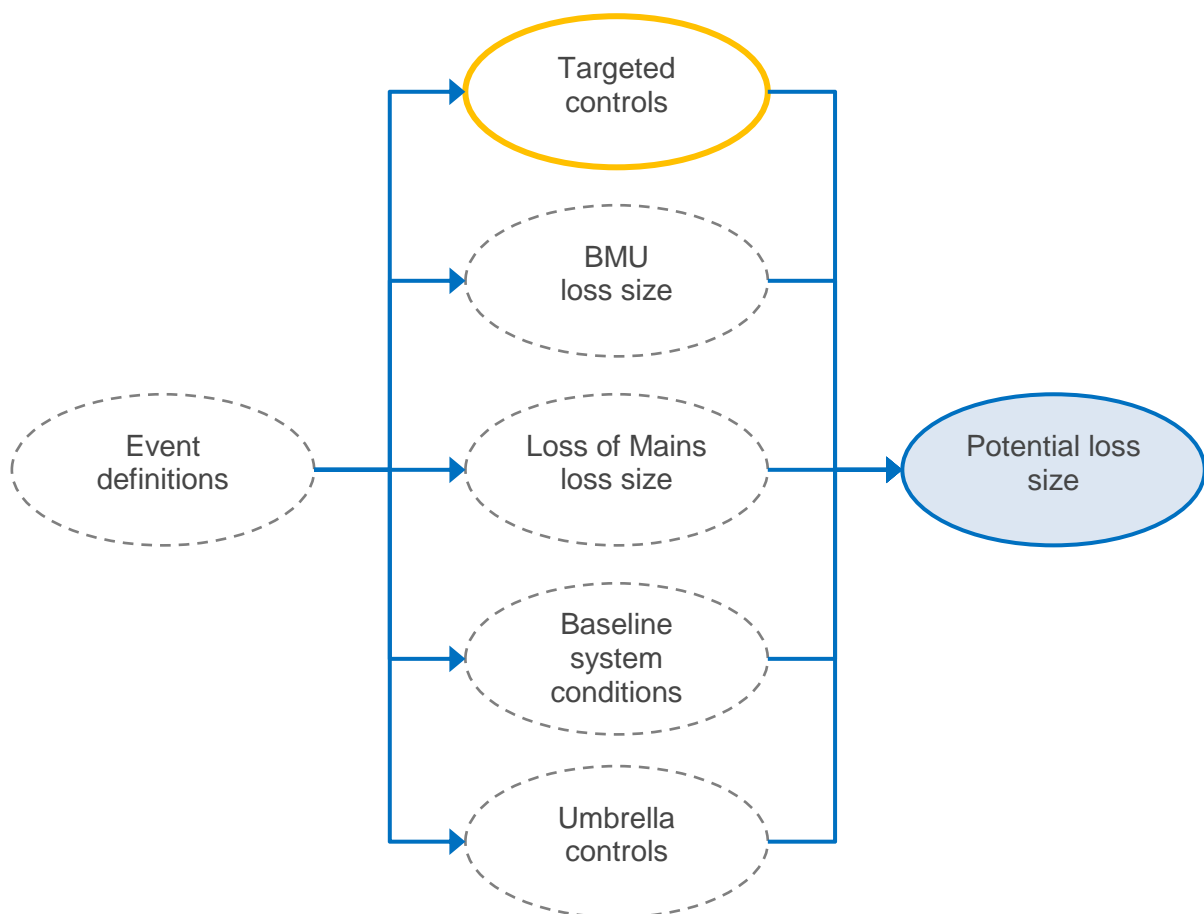 Targeted
controls
BMU
loss size
Event
definitions
Loss of Mains
loss size
Potential loss
size
Baseline
system
conditions
Umbrella
controls